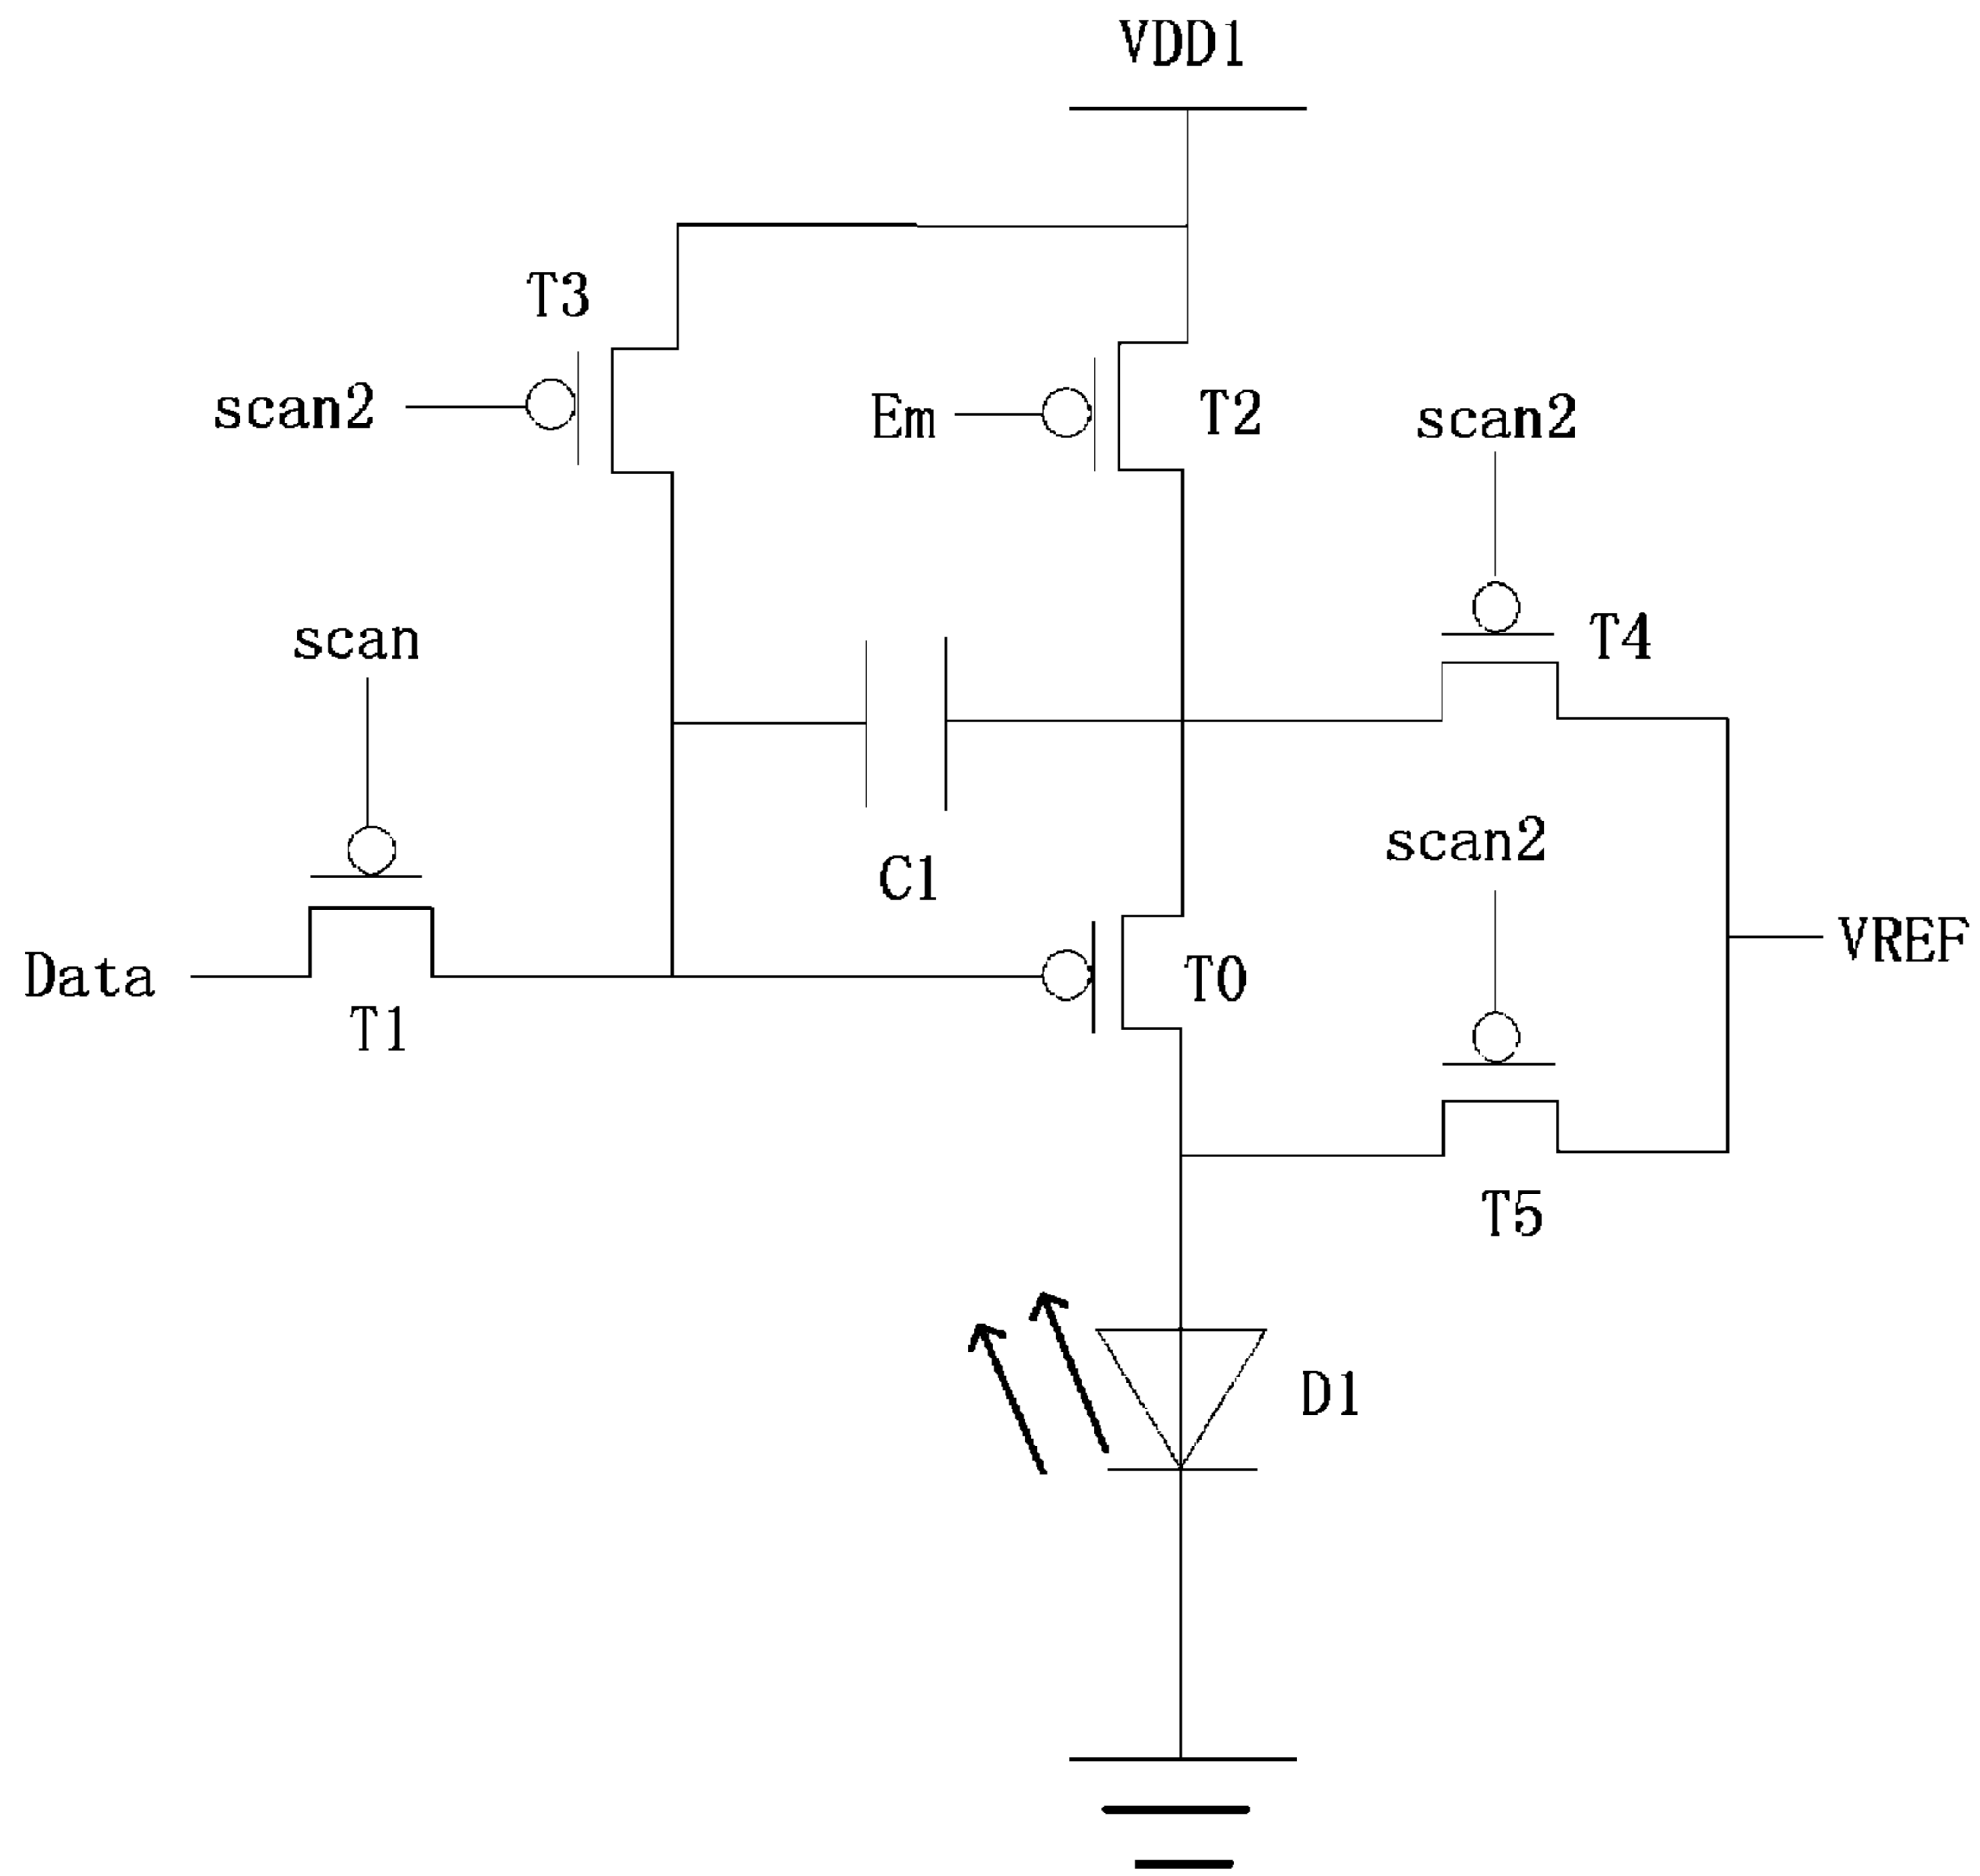 VDD1
T3
scan2
Em
T2
scan2
scan
T4
C1
scan2
Data
T1
T0
VREF
T5
D1